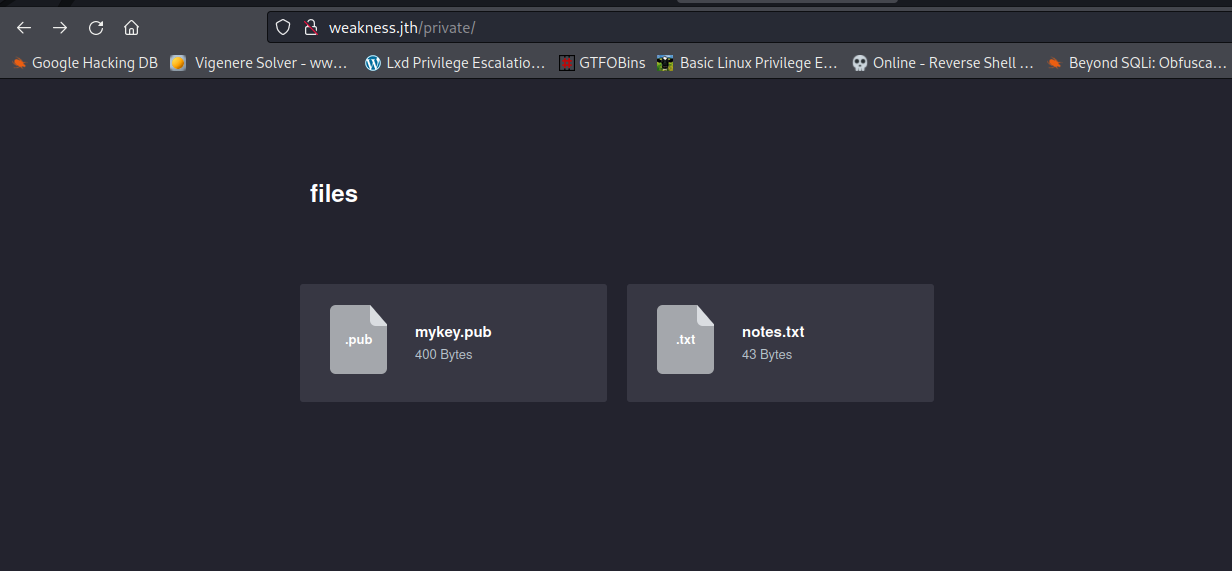 weakness.jth/private/
Google Hacking DB Vigenere Solver - ww... Lxd Privilege Escalatio... GTFOBins Basic Linux Privilege E... Online - Reverse Shell ... Beyond SQLi: Obfusca...
files
.pub
mykey.pub
400 Bytes
.txt
notes.txt
43 Bytes